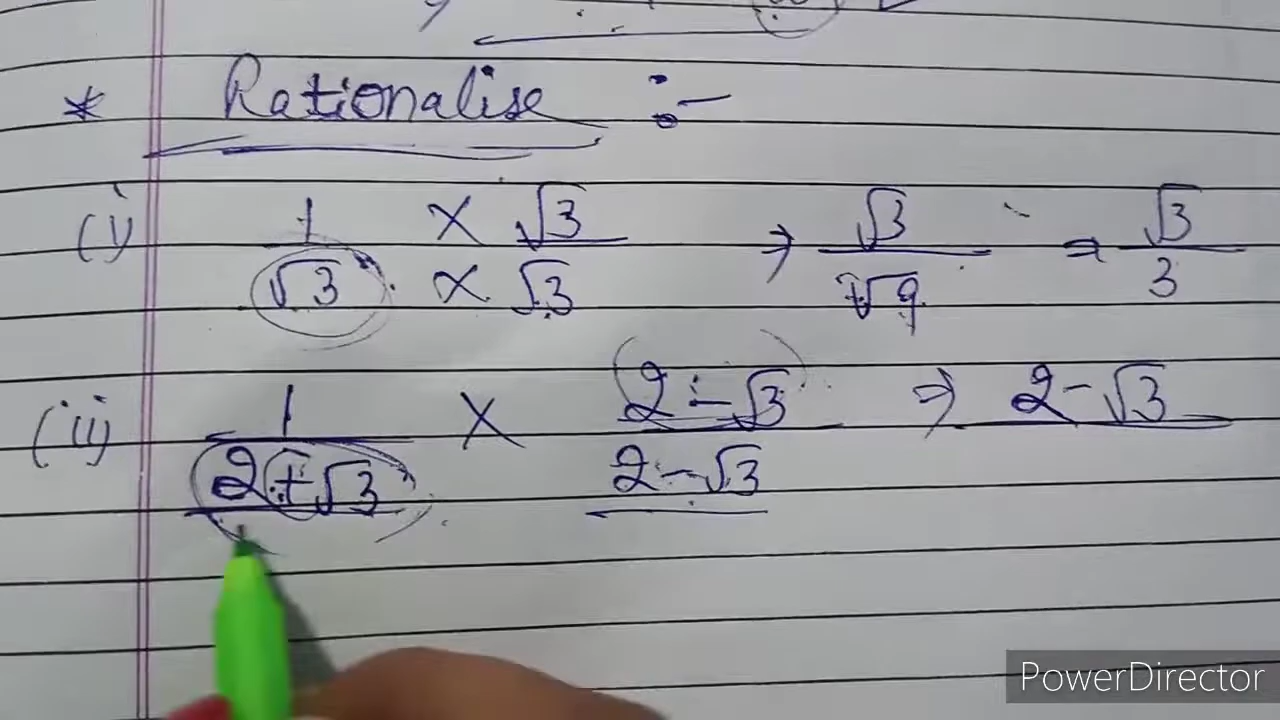 * Rationalise :-
(i) 1/√3 × √3/√3 ⇒ √3/√9 ⇒ √3/3
(ii) 1/(2+√3) × (2-√3)/(2-√3) ⇒ 2-√3
PowerDirector